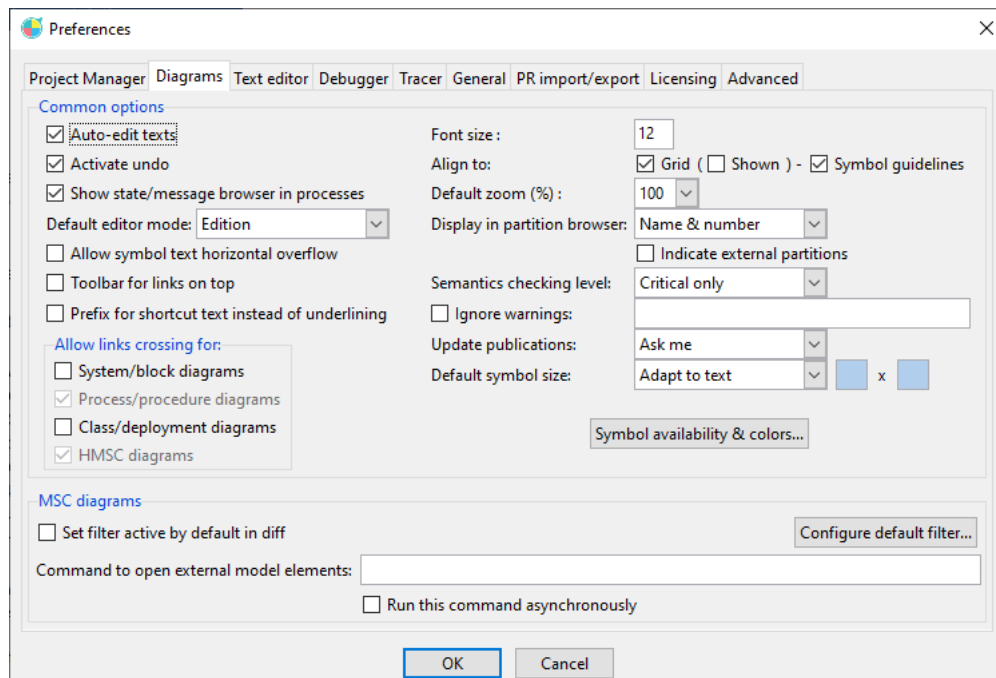 Preferences
Project Manager Diagrams Text editor Debugger Tracer General PR import/export Licensing Advanced
Common options
Auto-edit texts
Font size :
12
Activate undo
Align to:
Grid ( Shown ) - Symbol guidelines
Show state/message browser in processes
Default zoom (%) :
100
Default editor mode: Edition
Display in partition browser: Name & number
Allow symbol text horizontal overflow
Indicate external partitions
Toolbar for links on top
Semantics checking level: Critical only
Prefix for shortcut text instead of underlining
Ignore warnings:
Allow links crossing for:
Update publications: Ask me
System/block diagrams
Default symbol size: Adapt to text x
Process/procedure diagrams
Class/deployment diagrams
Symbol availability & colors...
HMSC diagrams
MSC diagrams
Set filter active by default in diff
Configure default filter...
Command to open external model elements:
Run this command asynchronously
OK Cancel